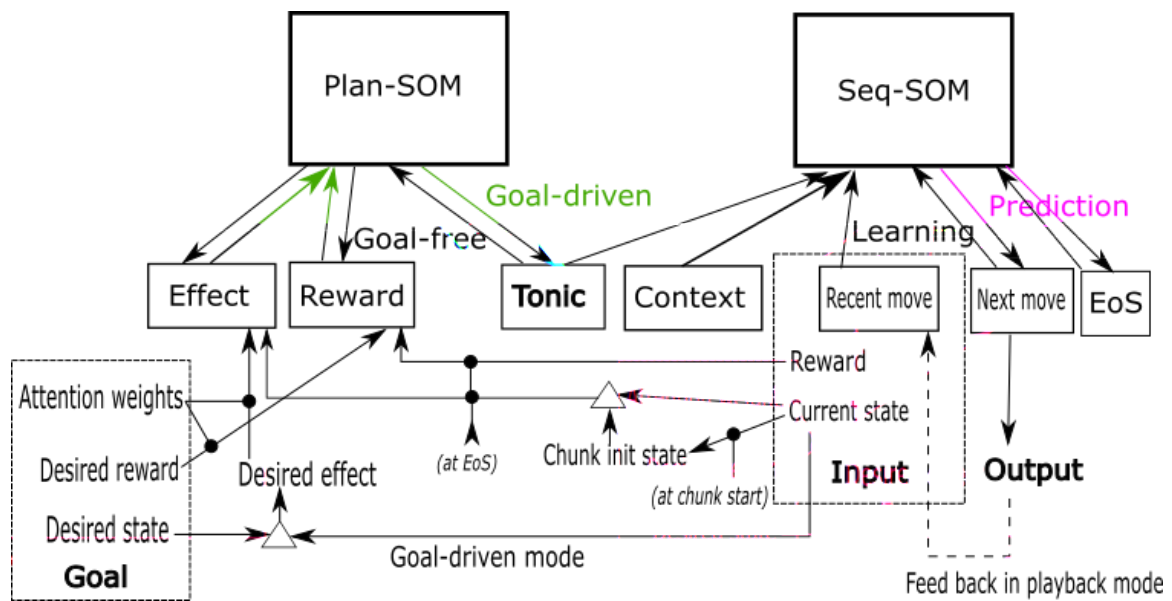 Plan-SOM
Seq-SOM
Goal-driven
Prediction
Goal-free
Learning
Effect
Reward
Tonic
Context
Recent move
Next move
EoS
Reward
Attention weights
Current state
Chunk init state
(at EoS)
Desired reward
Desired effect
(at chunk start)
Input
Output
Desired state
Goal-driven mode
Goal
Feed back in playback mode